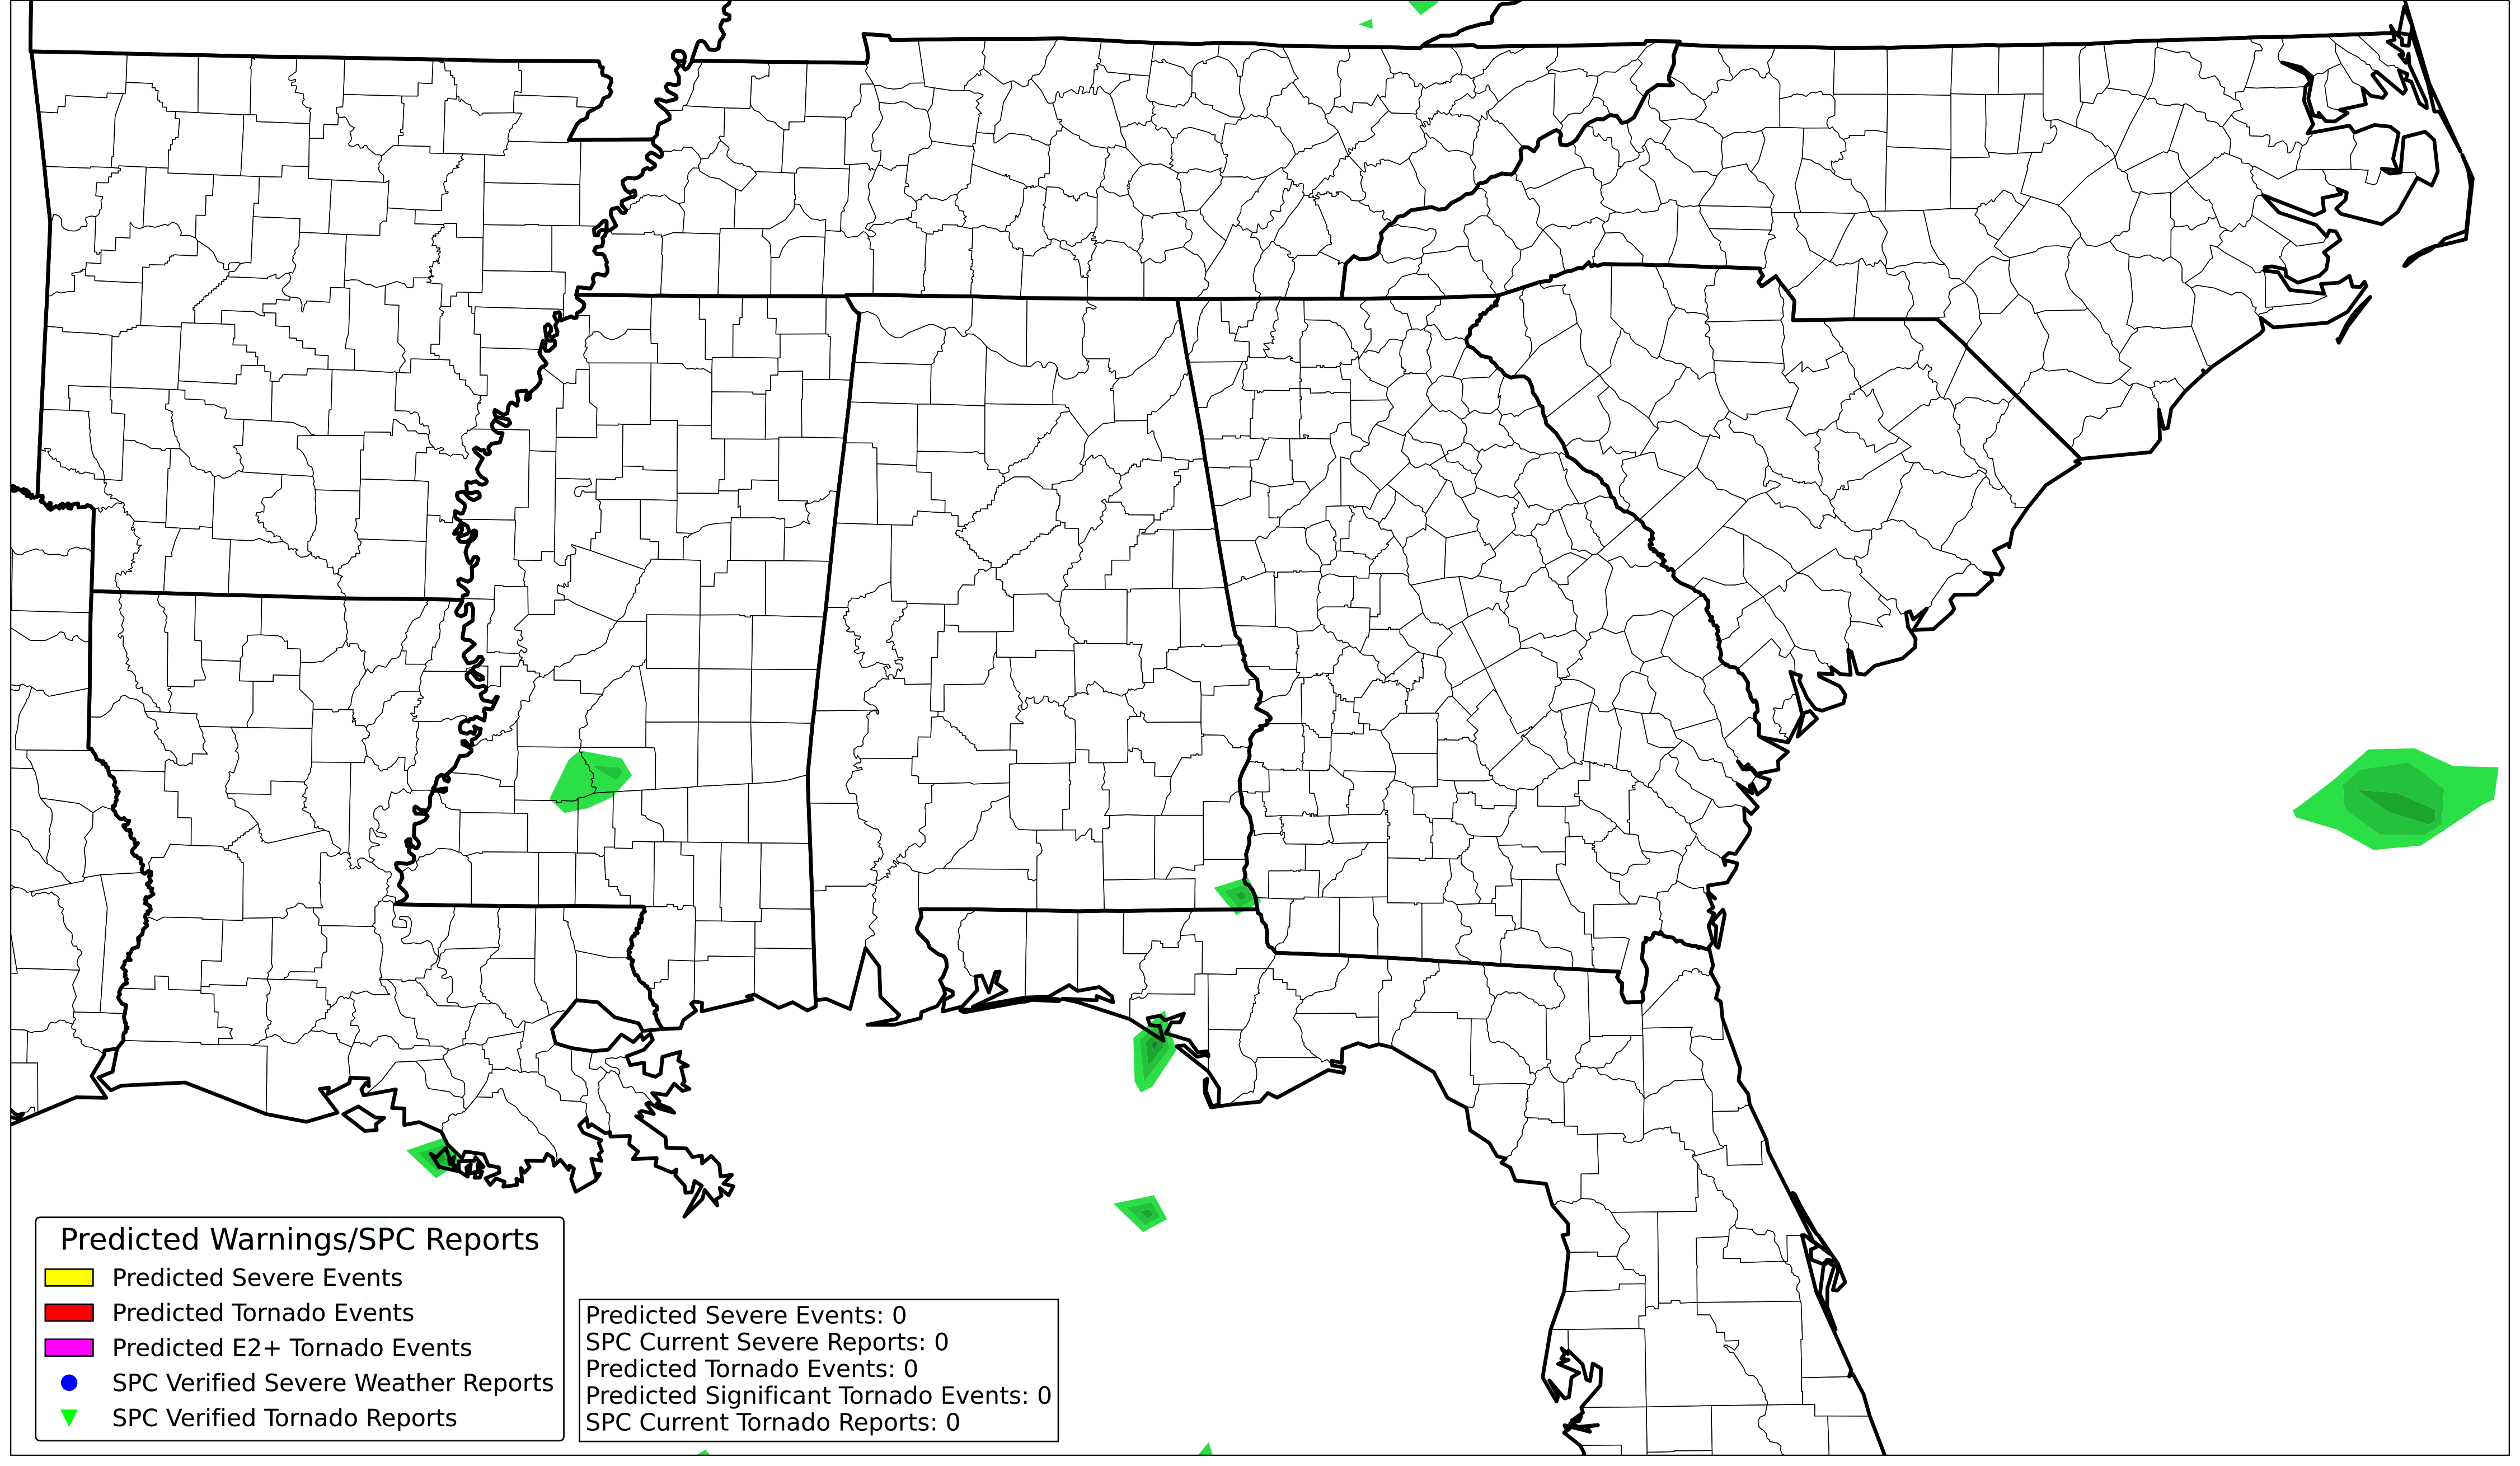 Predicted Warnings/SPC Reports
Predicted Severe Events
Predicted Tornado Events
Predicted E2+ Tornado Events
SPC Verified Severe Weather Reports
SPC Verified Tornado Reports
Predicted Severe Events: 0
SPC Current Severe Reports: 0
Predicted Tornado Events: 0
Predicted Significant Tornado Events: 0
SPC Current Tornado Reports: 0